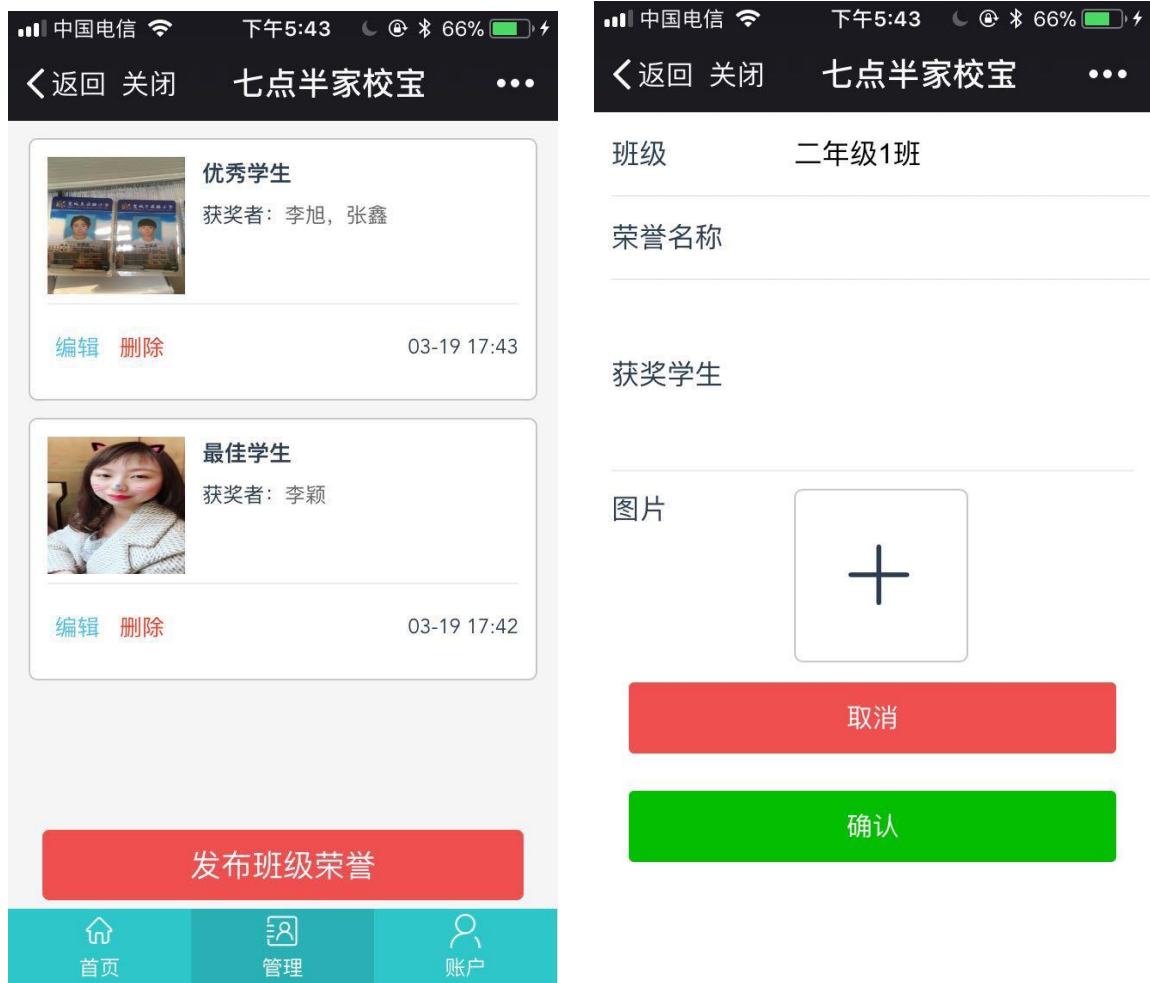 中国电信 下午5:43 66%
返回 关闭 七点半家校宝
优秀学生
获奖者：李旭，张鑫
编辑 删除 03-19 17:43
最佳学生
获奖者：李颖
编辑 删除 03-19 17:42
发布班级荣誉
首页 管理 账户
中国电信 下午5:43 66%
返回 关闭 七点半家校宝
班级 二年级1班
荣誉名称
获奖学生
图片
取消
确认